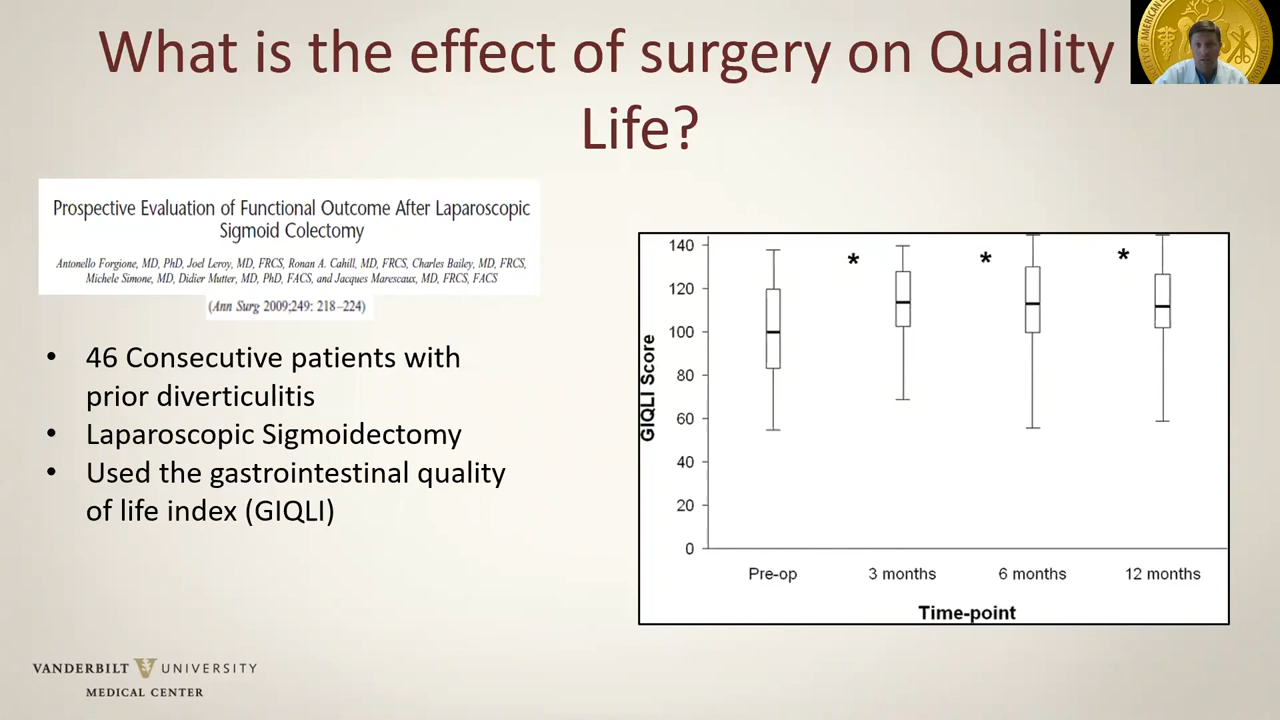 What is the effect of surgery on Quality
Life?
Prospective Evaluation of Functional Outcome After Laparoscopic
Sigmoid Colectomy
Antonello Forgione, MD, PhD, Joel Leroy, MD, FRCS, Ronan A. Cahill, MD, FRCS, Charles Bailey, MD, FRCS,
Michele Simone, MD, Didier Mutter, MD, PhD, FACS, and Jacques Marescaux, MD, FRCS, FACS
(Ann Surg 2009;249: 218–224)
• 46 Consecutive patients with
prior diverticulitis
• Laparoscopic Sigmoidectomy
• Used the gastrointestinal quality
of life index (GIQLI)
GIQLI Score
140
120
100
80
60
40
20
0
* * *
Pre-op 3 months 6 months 12 months
Time-point
VANDERBILT V UNIVERSITY
MEDICAL CENTER